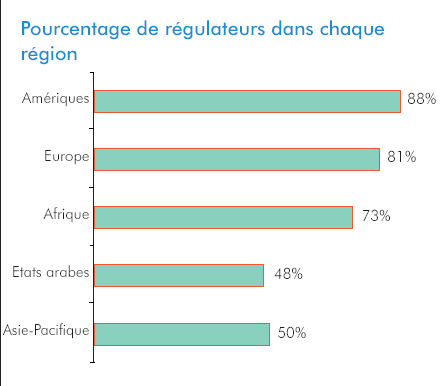 Pourcentage de régulateurs dans chaque
région
Amériques 88%
Europe 81%
Afrique 73%
Etats arabes 48%
Asie-Pacifique 50%